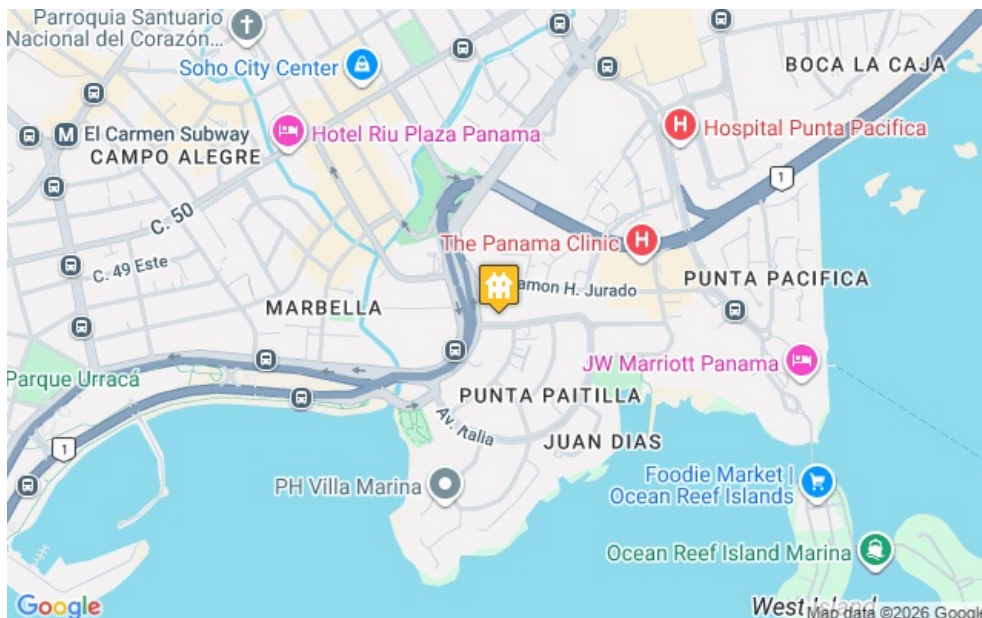 Parroquia Santuario
Nacional del Corazón...
Soho City Center
BOCA LA CAJA
M El Carmen Subway
CAMPO ALEGRE
Hotel Riu Plaza Panama
H Hospital Punta Pacifica
1
C. 50
The Panama Clinic H
C. 49 Este
amon H. Jurado
PUNTA PACIFICA
MARBELLA
JW Marriott Panama
Parque Urracá
PUNTA PAITILLA
Av. Italia
JUAN DIAS
1
PH Villa Marina
Foodie Market |
Ocean Reef Islands
Ocean Reef Island Marina
Google
West Island
Map data ©2026 Google